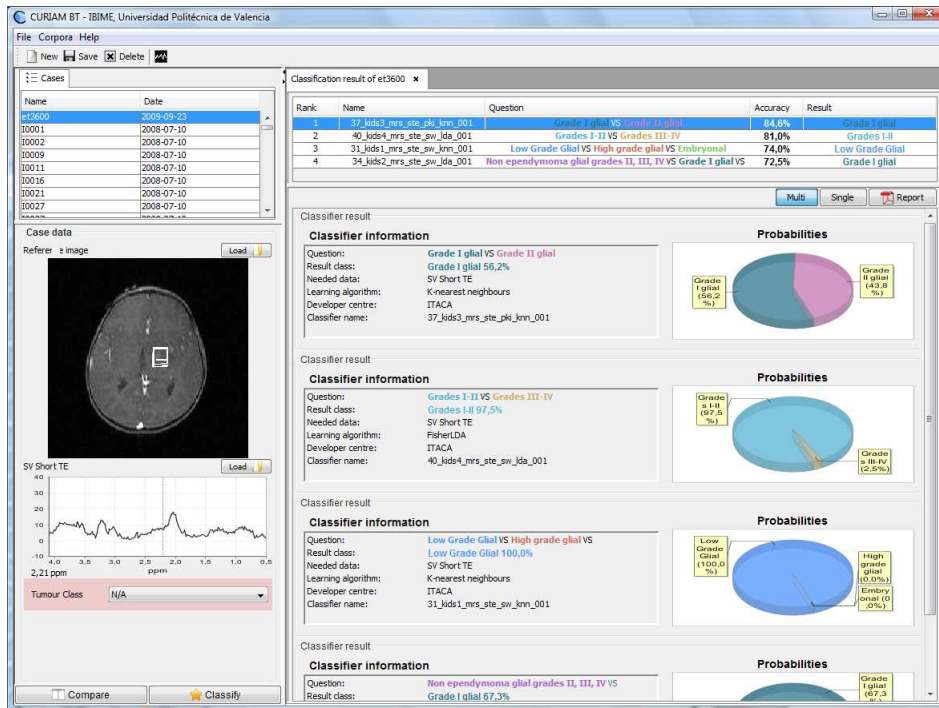 CURIAM BT - IBIME, Universidad Politécnica de Valencia
File Corpora Help
New Save Delete
Cases
Name Date
et3600 2009-09-23
I0001 2008-07-10
I0002 2008-07-10
I0009 2008-07-10
I0011 2008-07-10
I0016 2008-07-10
I0021 2008-07-10
I0027 2008-07-10
Case data
Referer e image Load
SV Short TE Load
40
30
20
10
0
-10
4,0 3,5 3,0 2,5 2,0 1,5 1,0 0,5
ppm
2,21 ppm
Tumour Class N/A
Compare Classify
Classification result of et3600
Rank Name Question Accuracy Result
1 37_kids3_mrs_ste_pki_knn_001 Grade I glial VS Grade II glial 84,6% Grade I glial
2 40_kids4_mrs_ste_sw_lda_001 Grades I-II VS Grades III-IV 81,0% Grades I-II
3 31_kids1_mrs_ste_sw_knn_001 Low Grade Glial VS High grade glial VS Embryonal 74,0% Low Grade Glial
4 34_kids2_mrs_ste_sw_lda_001 Non ependymoma glial grades II, III, IV VS Grade I glial VS 72,5% Grade I glial
Multi Single Report
Classifier result
Classifier information
Question: Grade I glial VS Grade II glial
Result class: Grade I glial 56,2%
Needed data: SV Short TE
Learning algorithm: K-nearest neighbours
Developer centre: ITACA
Classifier name: 37_kids3_mrs_ste_pki_knn_001
Probabilities
Grade
I glial
(56,2
%)
Grade
II glial
(43,8
%)
Classifier result
Classifier information
Question: Grades I-II VS Grades III-IV
Result class: Grades I-II 97,5%
Needed data: SV Short TE
Learning algorithm: FisherLDA
Developer centre: ITACA
Classifier name: 40_kids4_mrs_ste_sw_lda_001
Probabilities
Grade
s I-II
(97,5
%)
Grade
s III-IV
(2,5%)
Classifier result
Classifier information
Question: Low Grade Glial VS High grade glial VS
Result class: Low Grade Glial 100,0%
Needed data: SV Short TE
Learning algorithm: K-nearest neighbours
Developer centre: ITACA
Classifier name: 31_kids1_mrs_ste_sw_knn_001
Probabilities
Low
Grade
Glial
(100,0
%)
High
grade
glial
(0,0%)
Embry
onal (0
,0%)
Classifier result
Classifier information
Question: Non ependymoma glial grades II, III, IV VS
Result class: Grade I glial 67,3%
Probabilities
Grade
I glial
(67,3